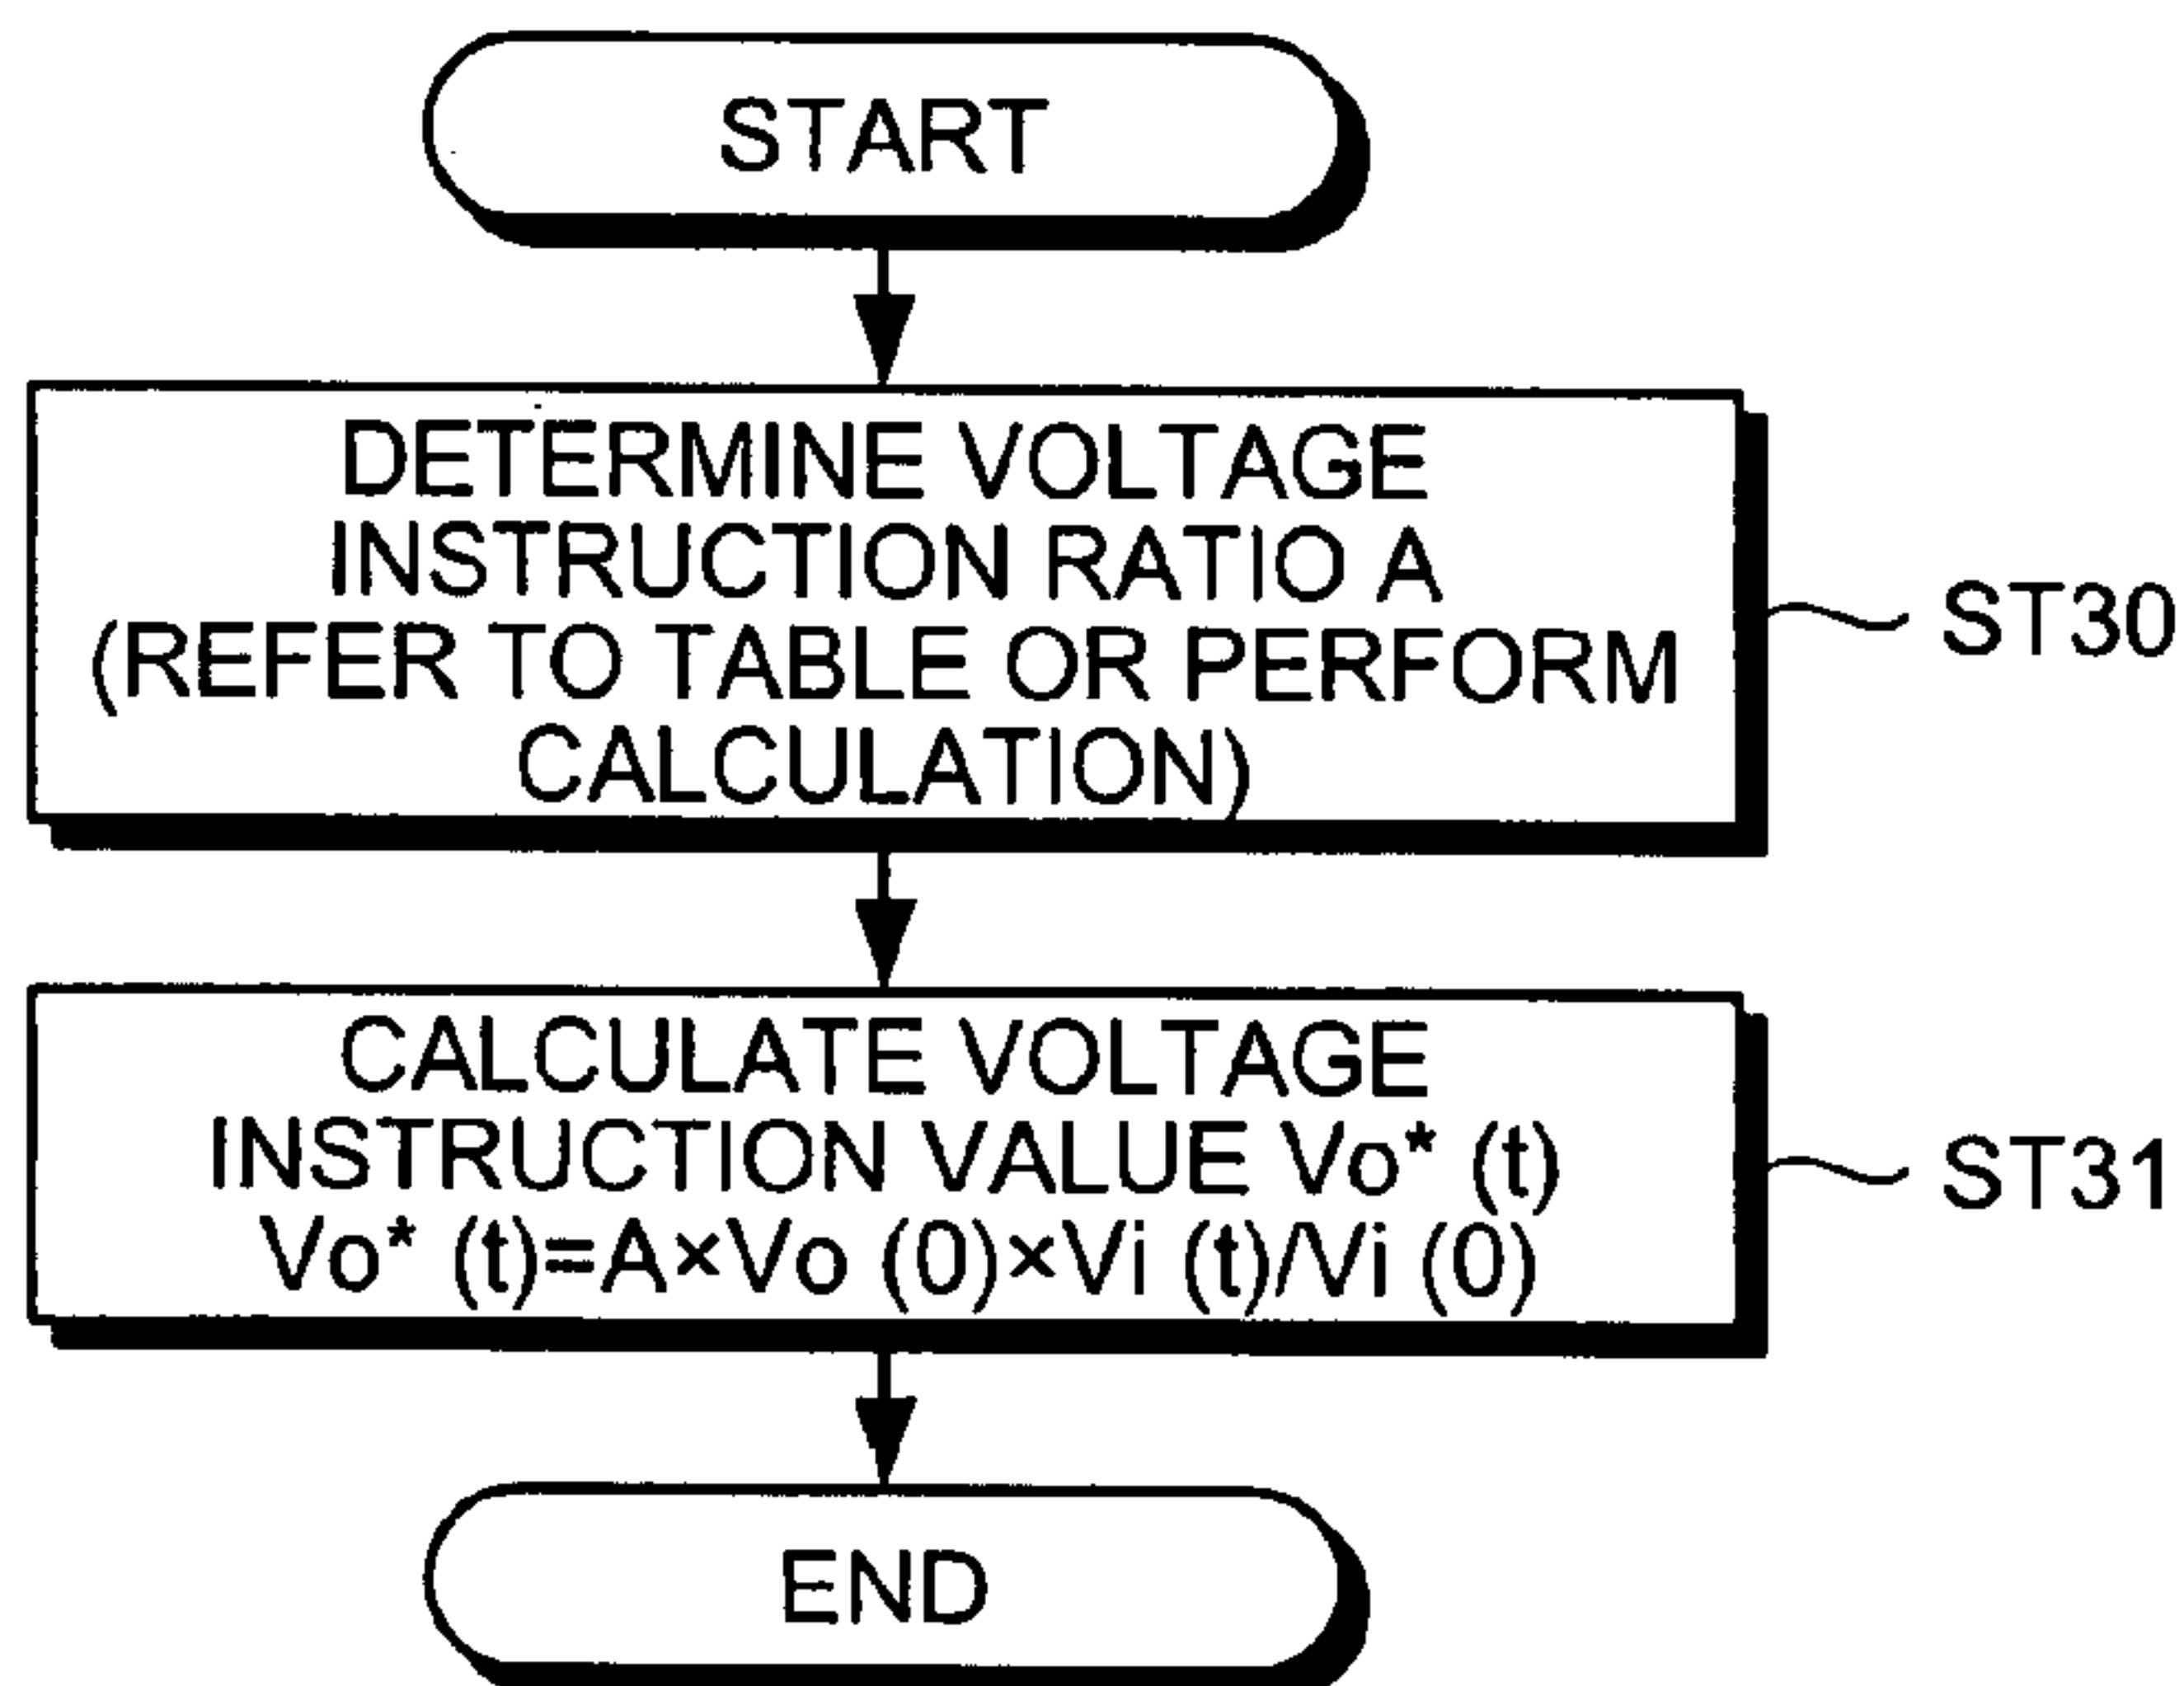 START
DETERMINE VOLTAGE
INSTRUCTION RATIO A
(REFER TO TABLE OR PERFORM
CALCULATION)
ST30
CALCULATE VOLTAGE
INSTRUCTION VALUE Vo* (t)
Vo* (t)=A×Vo (0)×Vi (t)/Vi (0)
ST31
END